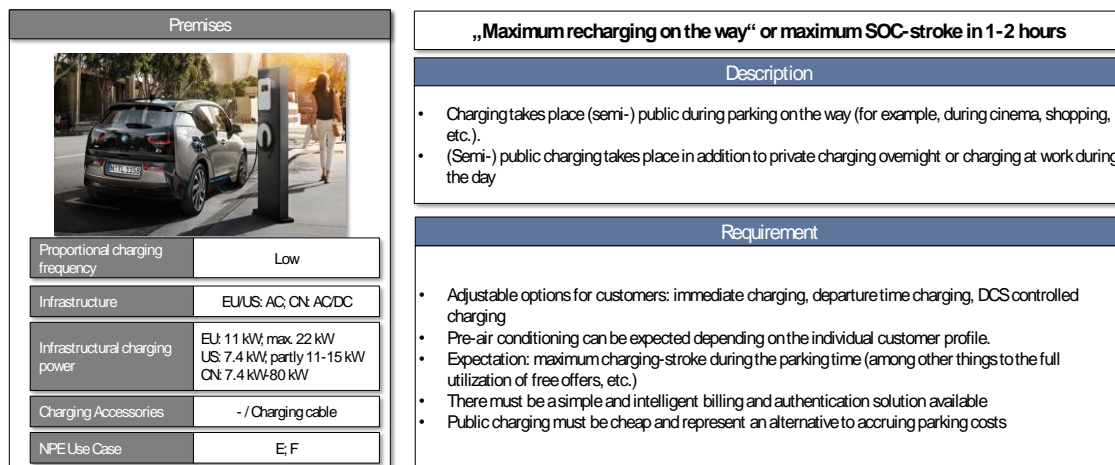 Premises
Proportional charging
frequency
Low
Infrastructure
EU/US: AC; CN: AC/DC
Infrastructural charging
power
EU: 11 kW; max. 22 kW
US: 7.4 kW; partly 11-15 kW
CN: 7.4 kW-80 kW
Charging Accessories
- / Charging cable
NPE Use Case
E; F
„Maximum recharging on the way“ or maximum SOC-stroke in 1-2 hours
Description
• Charging takes place (semi-) public during parking on the way (for example, during cinema, shopping,
etc.).
• (Semi-) public charging takes place in addition to private charging overnight or charging at work during
the day
Requirement
• Adjustable options for customers: immediate charging, departure time charging, DCS controlled
charging
• Pre-air conditioning can be expected depending on the individual customer profile.
• Expectation: maximum charging-stroke during the parking time (among other things to the full
utilization of free offers, etc.)
• There must be a simple and intelligent billing and authentication solution available
• Public charging must be cheap and represent an alternative to accruing parking costs